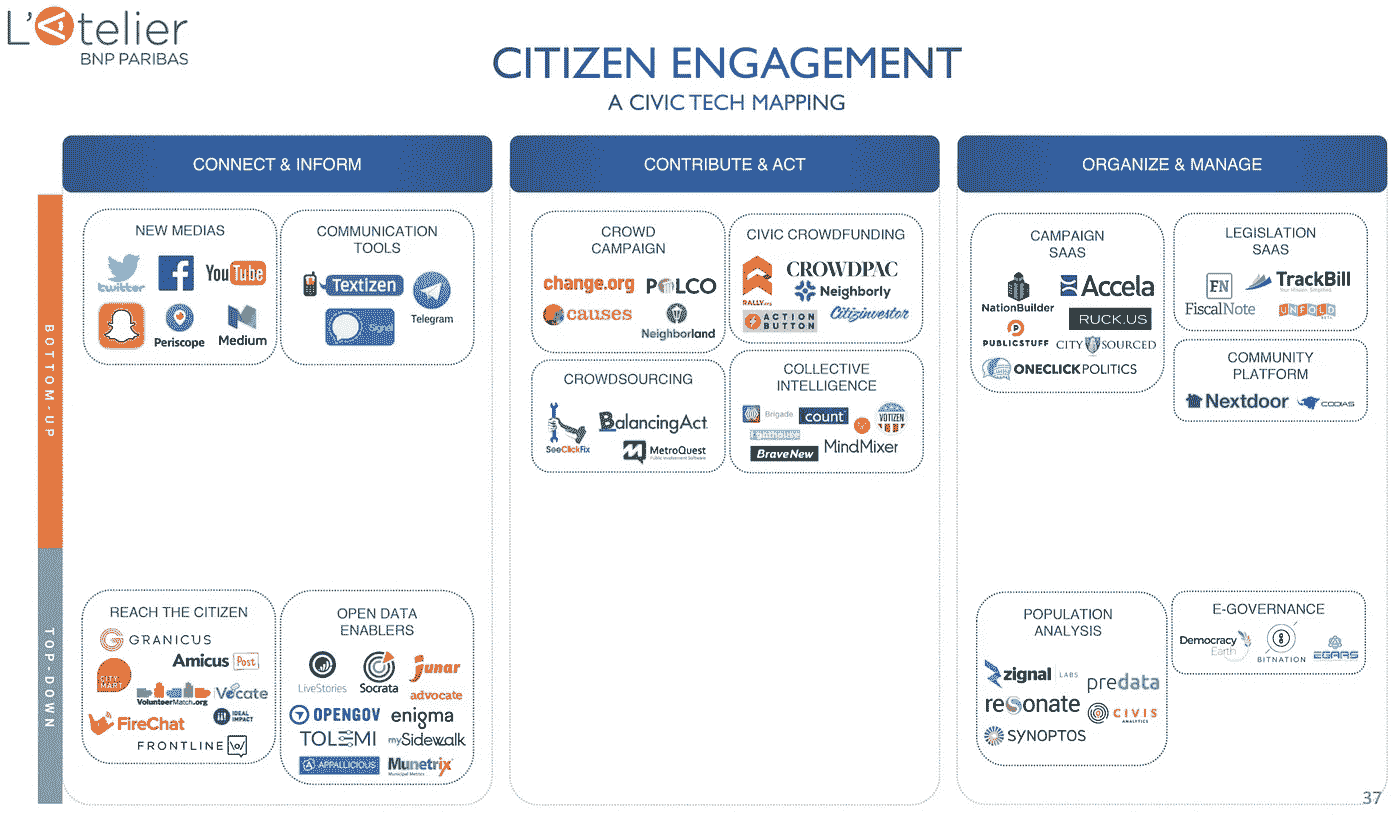 L'Atelier
BNP PARIBAS
CITIZEN ENGAGEMENT
A CIVIC TECH MAPPING
CONNECT & INFORM
CONTRIBUTE & ACT
ORGANIZE & MANAGE
BOTTOM-UP
TOP-DOWN
NEW MEDIAS
twitter
YouTube
Periscope
Medium
COMMUNICATION
TOOLS
Textizen
Signal
Telegram
CROWD
CAMPAIGN
change.org
POLCO
causes
Neighborland
CIVIC CROWDFUNDING
RALLY.org
CROWDPAC
Neighborly
ACTION
BUTTON
Citizinvestor
CROWDSOURCING
SeeClickFix
BalancingAct
MetroQuest
Public Involvement Software
COLLECTIVE
INTELLIGENCE
Brigade
count
VOTIZEN
BraveNew
MindMixer
CAMPAIGN
SAAS
NationBuilder
Accela
RUCK.US
PUBLICSTUFF
CITY SOURCED
ONECLICKPOLITICS
LEGISLATION
SAAS
FN
FiscalNote
TrackBill
UNFOLD
COMMUNITY
PLATFORM
Nextdoor
REACH THE CITIZEN
GRANICUS
Amicus Post
CITY
MART
VolunteerMatch.org
Vocate
FireChat
IDEAL
IMPACT
FRONTLINE
OPEN DATA
ENABLERS
LiveStories
Socrata
junar
advocate
OPENGOV
enigma
TOLEMI
mySidewalk
APPALLICIOUS
Munetrix
Municipal Metrics
POPULATION
ANALYSIS
zignal LABS
predata
resonate
CIVIS
ANALYTICS
SYNOPTOS
E-GOVERNANCE
Democracy
Earth
BITNATION
37